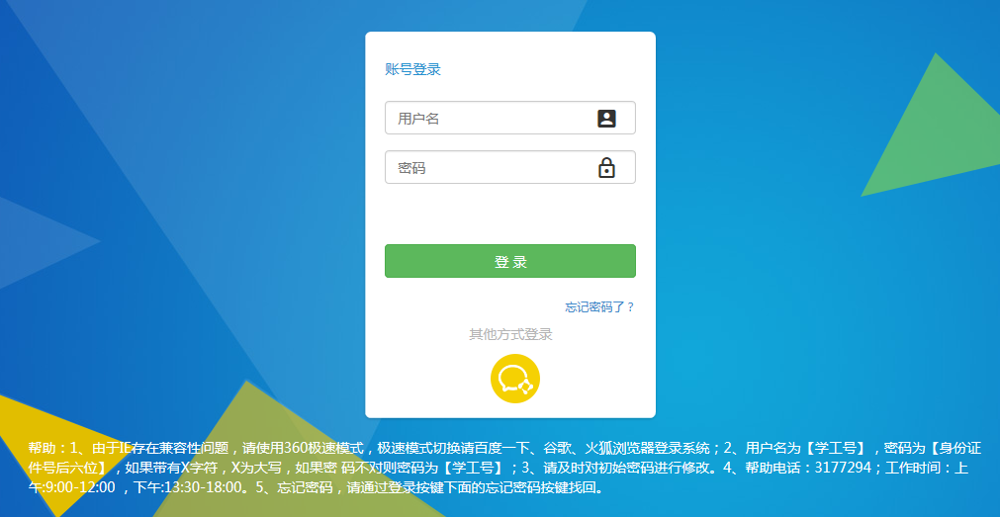 账号登录
用户名
密码
登 录
忘记密码了？
其他方式登录
帮助：1、由于IE存在兼容性问题，请使用360极速模式，极速模式切换请百度一下、谷歌、火狐浏览器登录系统；2、用户名为【学工号】，密码为【身份证
件号后六位】，如果带有X字符，X为大写，如果密 码不对则密码为【学工号】；3、请及时对初始密码进行修改。4、帮助电话：3177294；工作时间：上
午:9:00-12:00 ，下午:13:30-18:00。5、忘记密码，请通过登录按键下面的忘记密码按键找回。